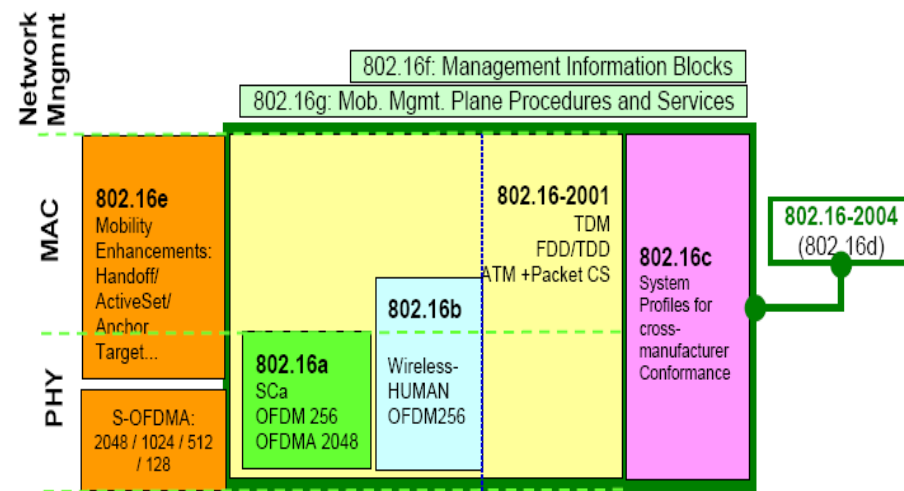 Network
Mngmnt
802.16f: Management Information Blocks
802.16g: Mob. Mgmt. Plane Procedures and Services
MAC
PHY
802.16e
Mobility
Enhancements:
Handoff/
ActiveSet/
Anchor
Target...
S-OFDMA:
2048 / 1024 / 512
/ 128
802.16a
SCa
OFDM 256
OFDMA 2048
802.16b
Wireless-
HUMAN
OFDM256
802.16-2001
TDM
FDD/TDD
ATM +Packet CS
802.16c
System
Profiles for
cross-
manufacturer
Conformance
802.16-2004
(802.16d)